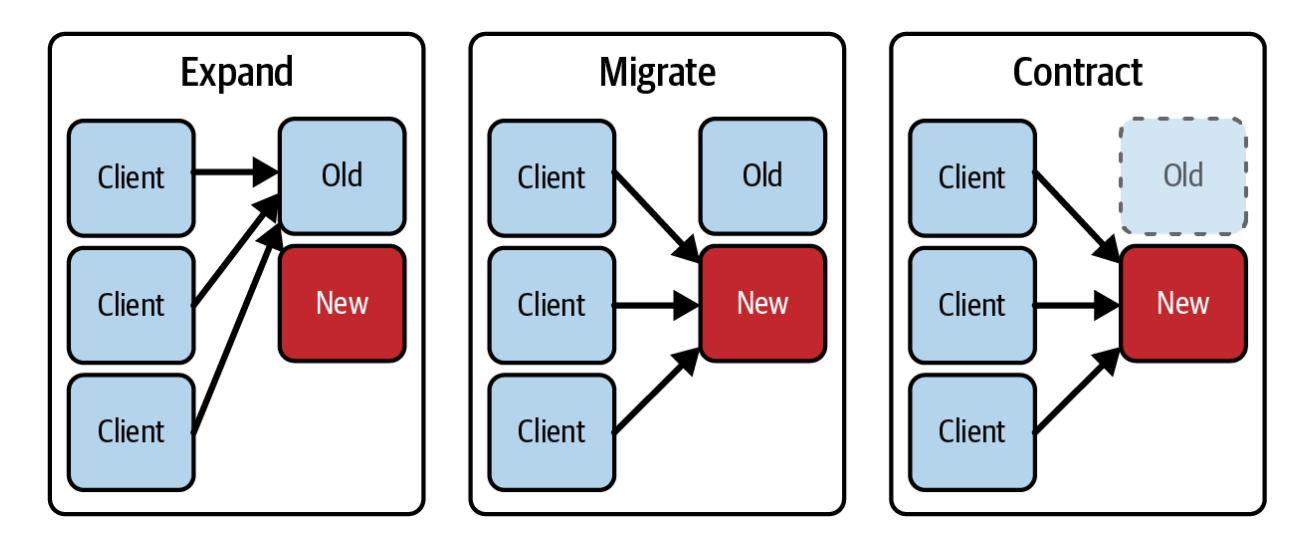 Expand
Client
Old
Client
New
Client
Migrate
Client
Old
Client
New
Client
Contract
Client
Old
Client
New
Client